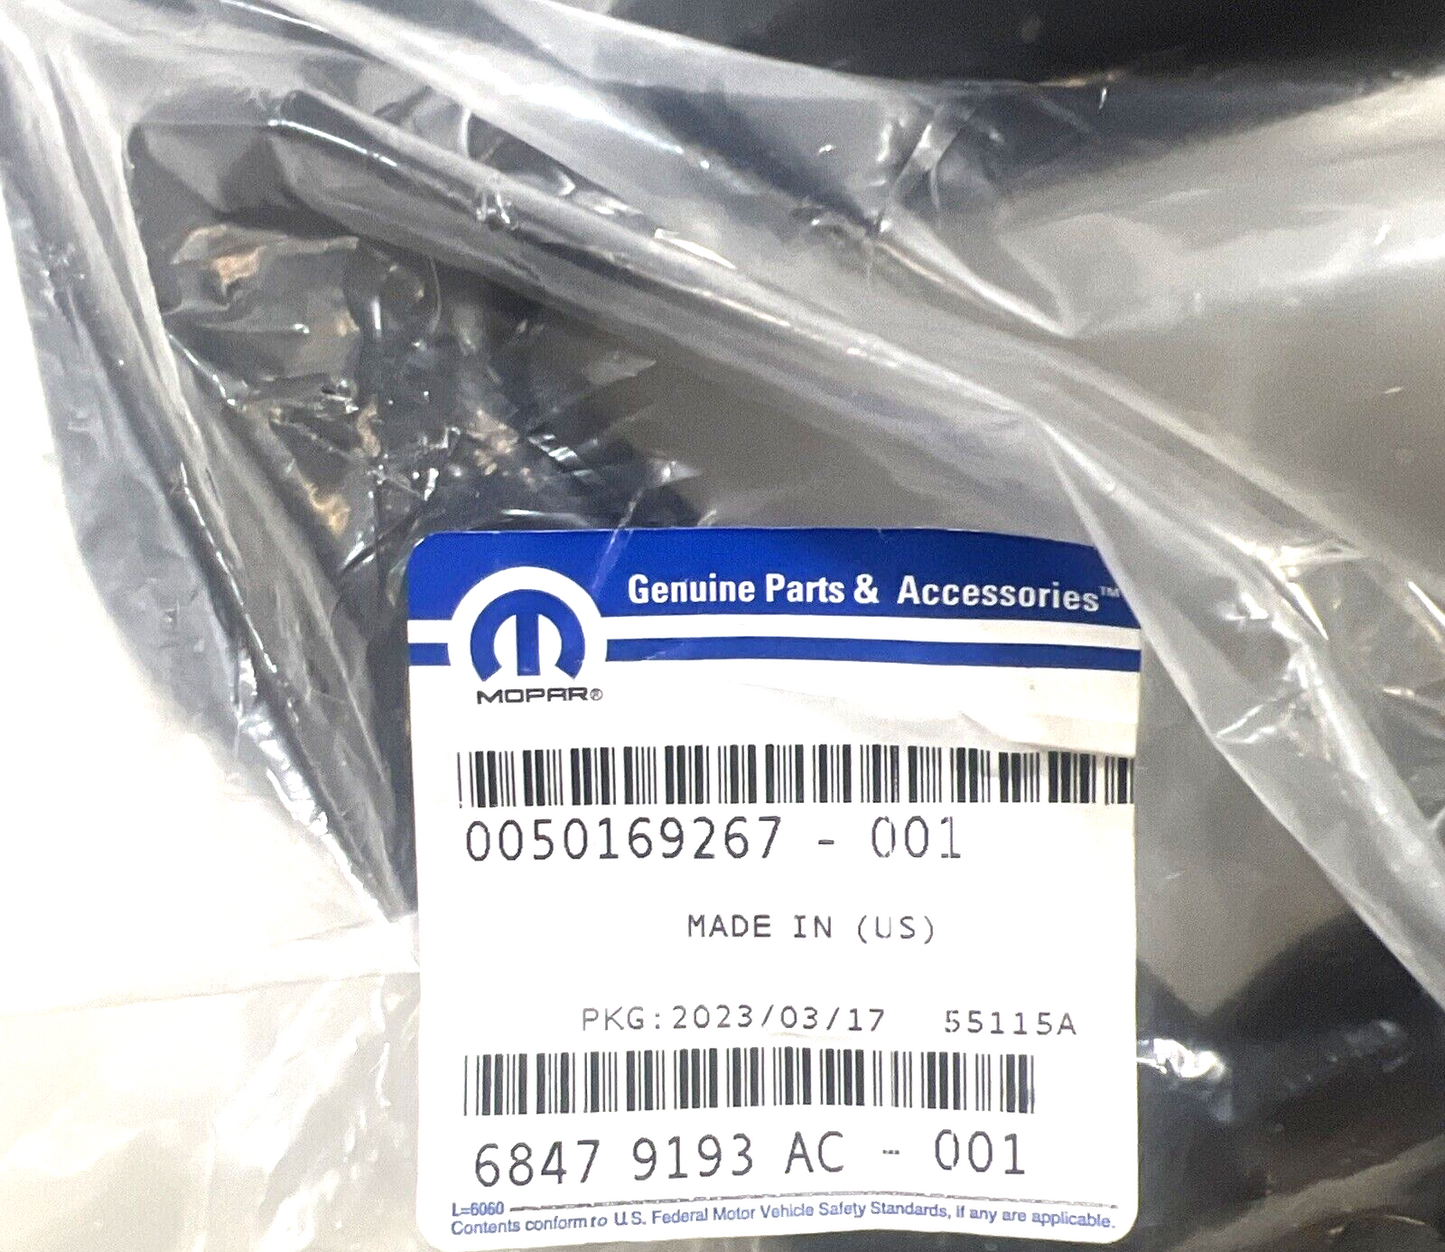 Genuine Parts & Accessories™
MOPAR®
0050169267 - 001
MADE IN (US)
PKG:2023/03/17 55115A
6847 9193 AC - 001
L=6060
Contents conform to U.S. Federal Motor Vehicle Safety Standards, if any are applicable.